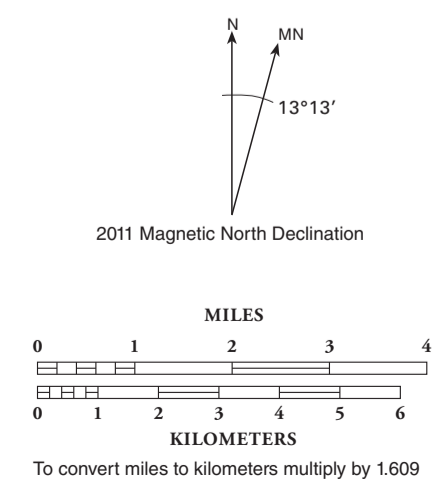 N
MN
13°13′
2011 Magnetic North Declination
MILES
0 1 2 3 4
0 1 2 3 4 5 6
KILOMETERS
To convert miles to kilometers multiply by 1.609